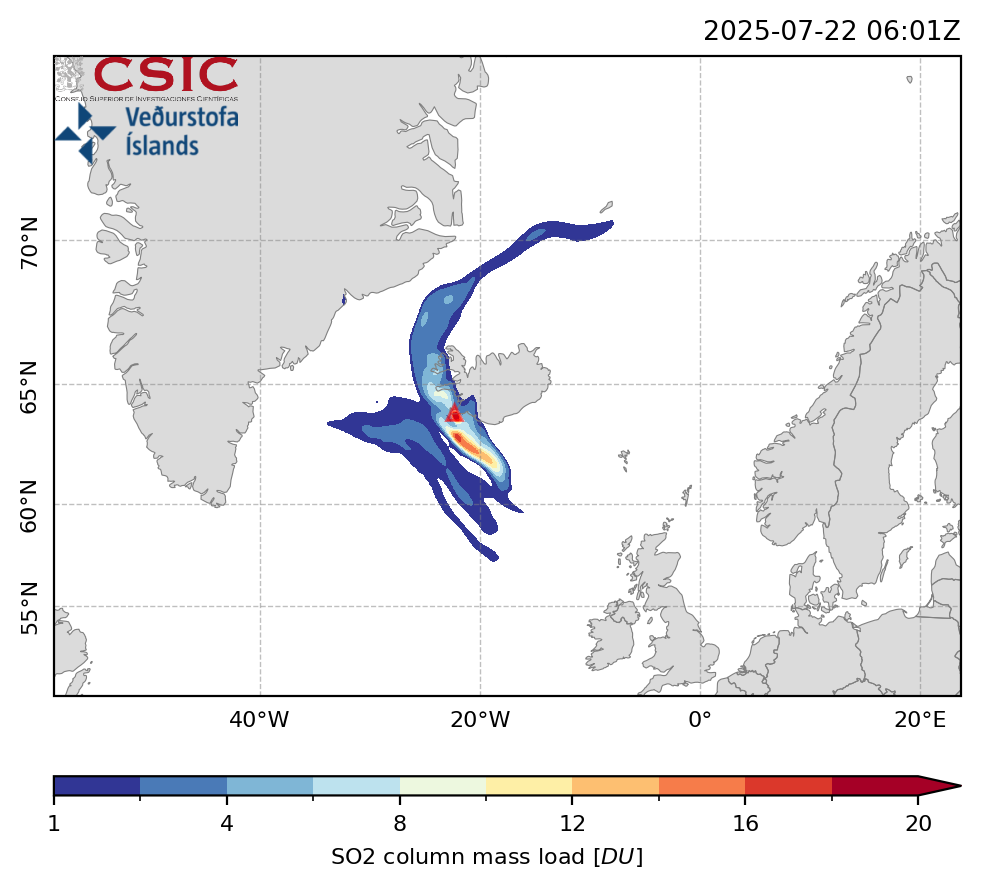 2025-07-22 06:01Z
CSIC
CONSEJO SUPERIOR DE INVESTIGACIONES CIENTÍFICAS
Veðurstofa
Íslands
70°N
65°N
60°N
55°N
40°W 20°W 0° 20°E
1 4 8 12 16 20
SO2 column mass load [DU]